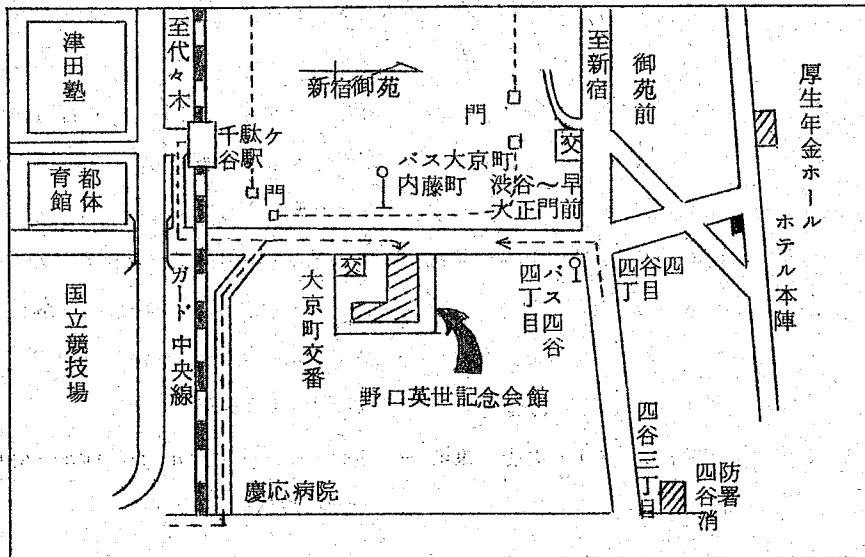 津田塾
至代々木
千駄ケ
谷駅
都体
育館
国立競技場
ガード
中央線
新宿御苑
門
門
バス大京町
内藤町
渋谷〜早
大正門前
交
至新宿
御苑前
厚生年金ホール
ホテル本陣
四谷四
丁目
バス四谷
四丁目
交
大京町交番
野口英世記念会館
慶応病院
四谷三丁目
四谷消
防署